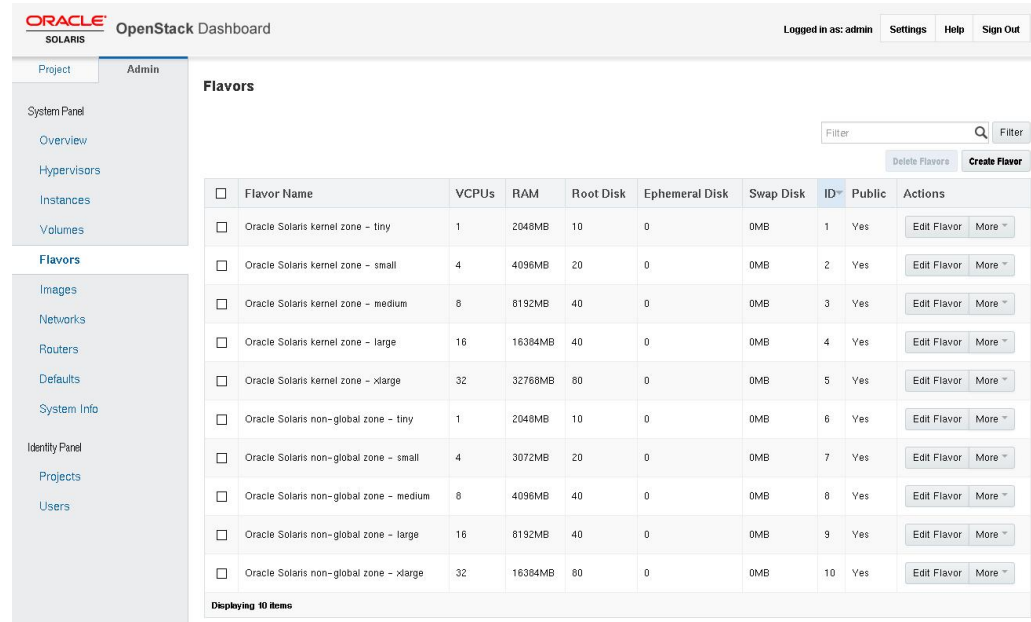 ORACLE®
SOLARIS
OpenStack Dashboard
Logged in as: admin Settings Help Sign Out
Project Admin
System Panel
Overview
Hypervisors
Instances
Volumes
Flavors
Images
Networks
Routers
Defaults
System Info
Identity Panel
Projects
Users
Flavors
Filter Filter
Delete Flavors Create Flavor
Flavor Name VCPUs RAM Root Disk Ephemeral Disk Swap Disk ID Public Actions
Oracle Solaris kernel zone - tiny 1 2048MB 10 0 0MB 1 Yes Edit Flavor More
Oracle Solaris kernel zone - small 4 4096MB 20 0 0MB 2 Yes Edit Flavor More
Oracle Solaris kernel zone - medium 8 8192MB 40 0 0MB 3 Yes Edit Flavor More
Oracle Solaris kernel zone - large 16 16384MB 40 0 0MB 4 Yes Edit Flavor More
Oracle Solaris kernel zone - xlarge 32 32768MB 80 0 0MB 5 Yes Edit Flavor More
Oracle Solaris non-global zone - tiny 1 2048MB 10 0 0MB 6 Yes Edit Flavor More
Oracle Solaris non-global zone - small 4 3072MB 20 0 0MB 7 Yes Edit Flavor More
Oracle Solaris non-global zone - medium 8 4096MB 40 0 0MB 8 Yes Edit Flavor More
Oracle Solaris non-global zone - large 16 8192MB 40 0 0MB 9 Yes Edit Flavor More
Oracle Solaris non-global zone - xlarge 32 16384MB 80 0 0MB 10 Yes Edit Flavor More
Displaying 10 items